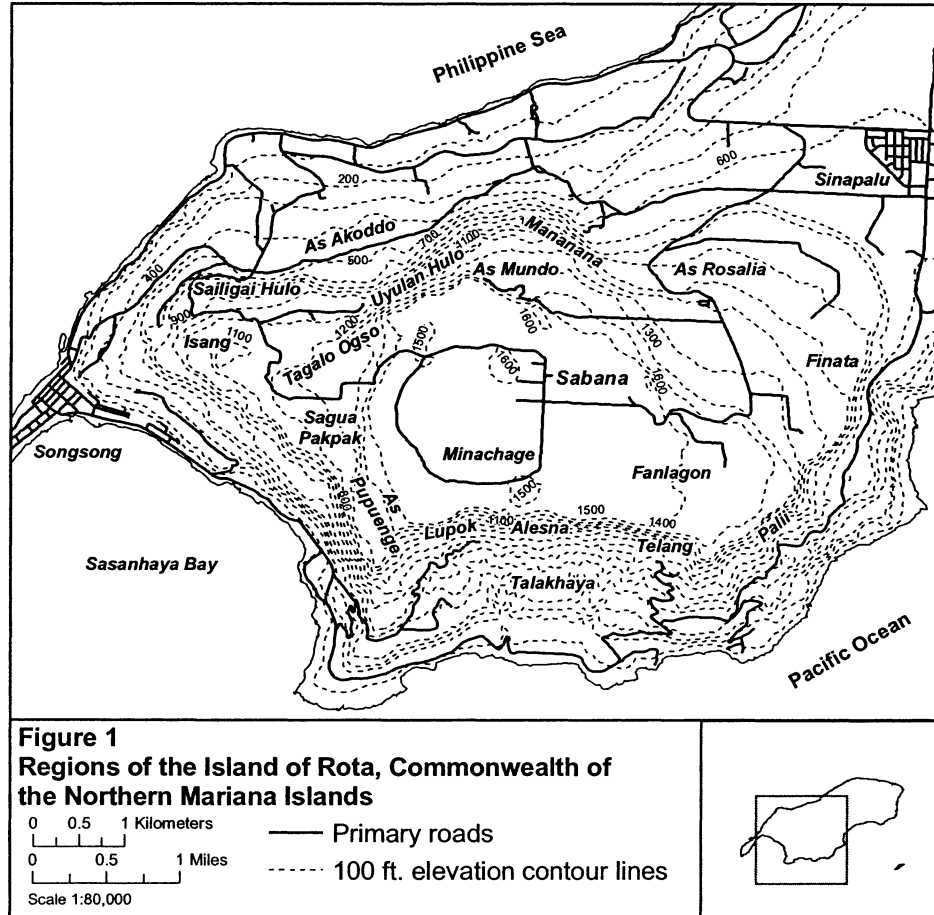 Philippine Sea
600
Sinapalu
200
As Akoddo
700
1100
Mananana
500
Uyulan Hulo
As Mundo
As Rosalia
400
Sailigai Hulo
900
1100
Isang
1200
Tagalo Ogso
1500
1600
1300
Finata
1600
Sabana
Sagua
Pakpak
Minachage
Fanlagon
Songsong
800
As
Pupuenge
1500
Lupok
1100
Alesna
1500
1400
Telang
Palii
Sasanhaya Bay
Talakhaya
Pacific Ocean
Figure 1
Regions of the Island of Rota, Commonwealth of
the Northern Mariana Islands
0 0.5 1 Kilometers
0 0.5 1 Miles
Scale 1:80,000
Primary roads
100 ft. elevation contour lines